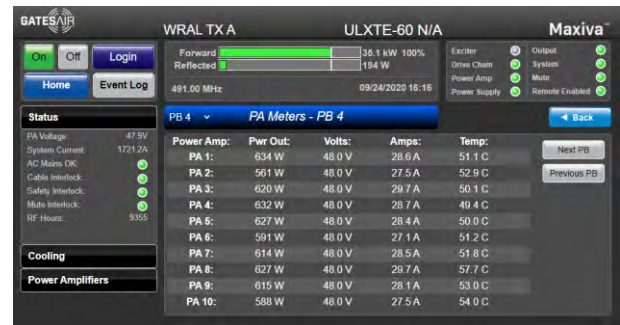 GATESAIR
WRAL TX A
ULXTE-60 N/A
Maxiva
On
Off
Login
Home
Event Log
Forward
35.1 kW 100%
Reflected
194 W
491.00 MHz
09/24/2020 16:16
Exciter
Output
Drive Chain
System
Power Amp
Mute
Power Supply
Remote Enabled
Status
PA Voltage: 47.9V
System Current: 1721.2A
AC Mains OK:
Cable Interlock:
Safety Interlock:
Mute Interlock:
RF Hours: 9355
Cooling
Power Amplifiers
PB 4
PA Meters - PB 4
Back
Next PB
Previous PB
Power Amp: Pwr Out: Volts: Amps: Temp:
PA 1: 634 W 48.0 V 28.6 A 51.1 C
PA 2: 561 W 48.0 V 27.5 A 52.9 C
PA 3: 620 W 48.0 V 29.7 A 50.1 C
PA 4: 632 W 48.0 V 28.7 A 49.4 C
PA 5: 627 W 48.0 V 28.4 A 50.0 C
PA 6: 591 W 48.0 V 27.1 A 51.2 C
PA 7: 614 W 48.0 V 28.5 A 51.8 C
PA 8: 627 W 48.0 V 29.7 A 57.7 C
PA 9: 615 W 48.0 V 28.1 A 53.0 C
PA 10: 588 W 48.0 V 27.5 A 54.0 C